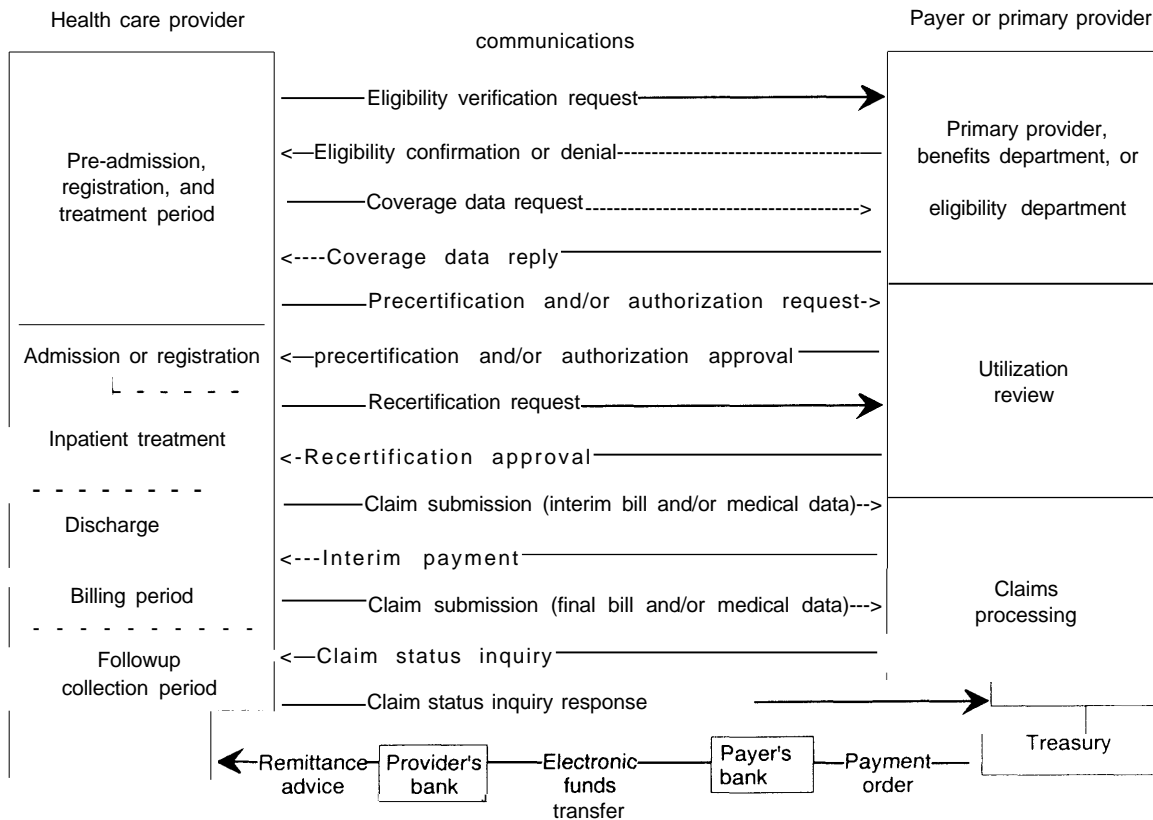 Health care provider
communications
Payer or primary provider
Pre-admission,
registration, and
treatment period
Admission or registration
Inpatient treatment
Discharge
Billing period
Followup
collection period
Eligibility verification request
Eligibility confirmation or denial
Coverage data request
Coverage data reply
Precertification and/or authorization request
precertification and/or authorization approval
Recertification request
Recertification approval
Claim submission (interim bill and/or medical data)
Interim payment
Claim submission (final bill and/or medical data)
Claim status inquiry
Claim status inquiry response
Primary provider,
benefits department, or
eligibility department
Utilization
review
Claims
processing
Treasury
Remittance
advice
Provider's
bank
Electronic
funds
transfer
Payer's
bank
Payment
order